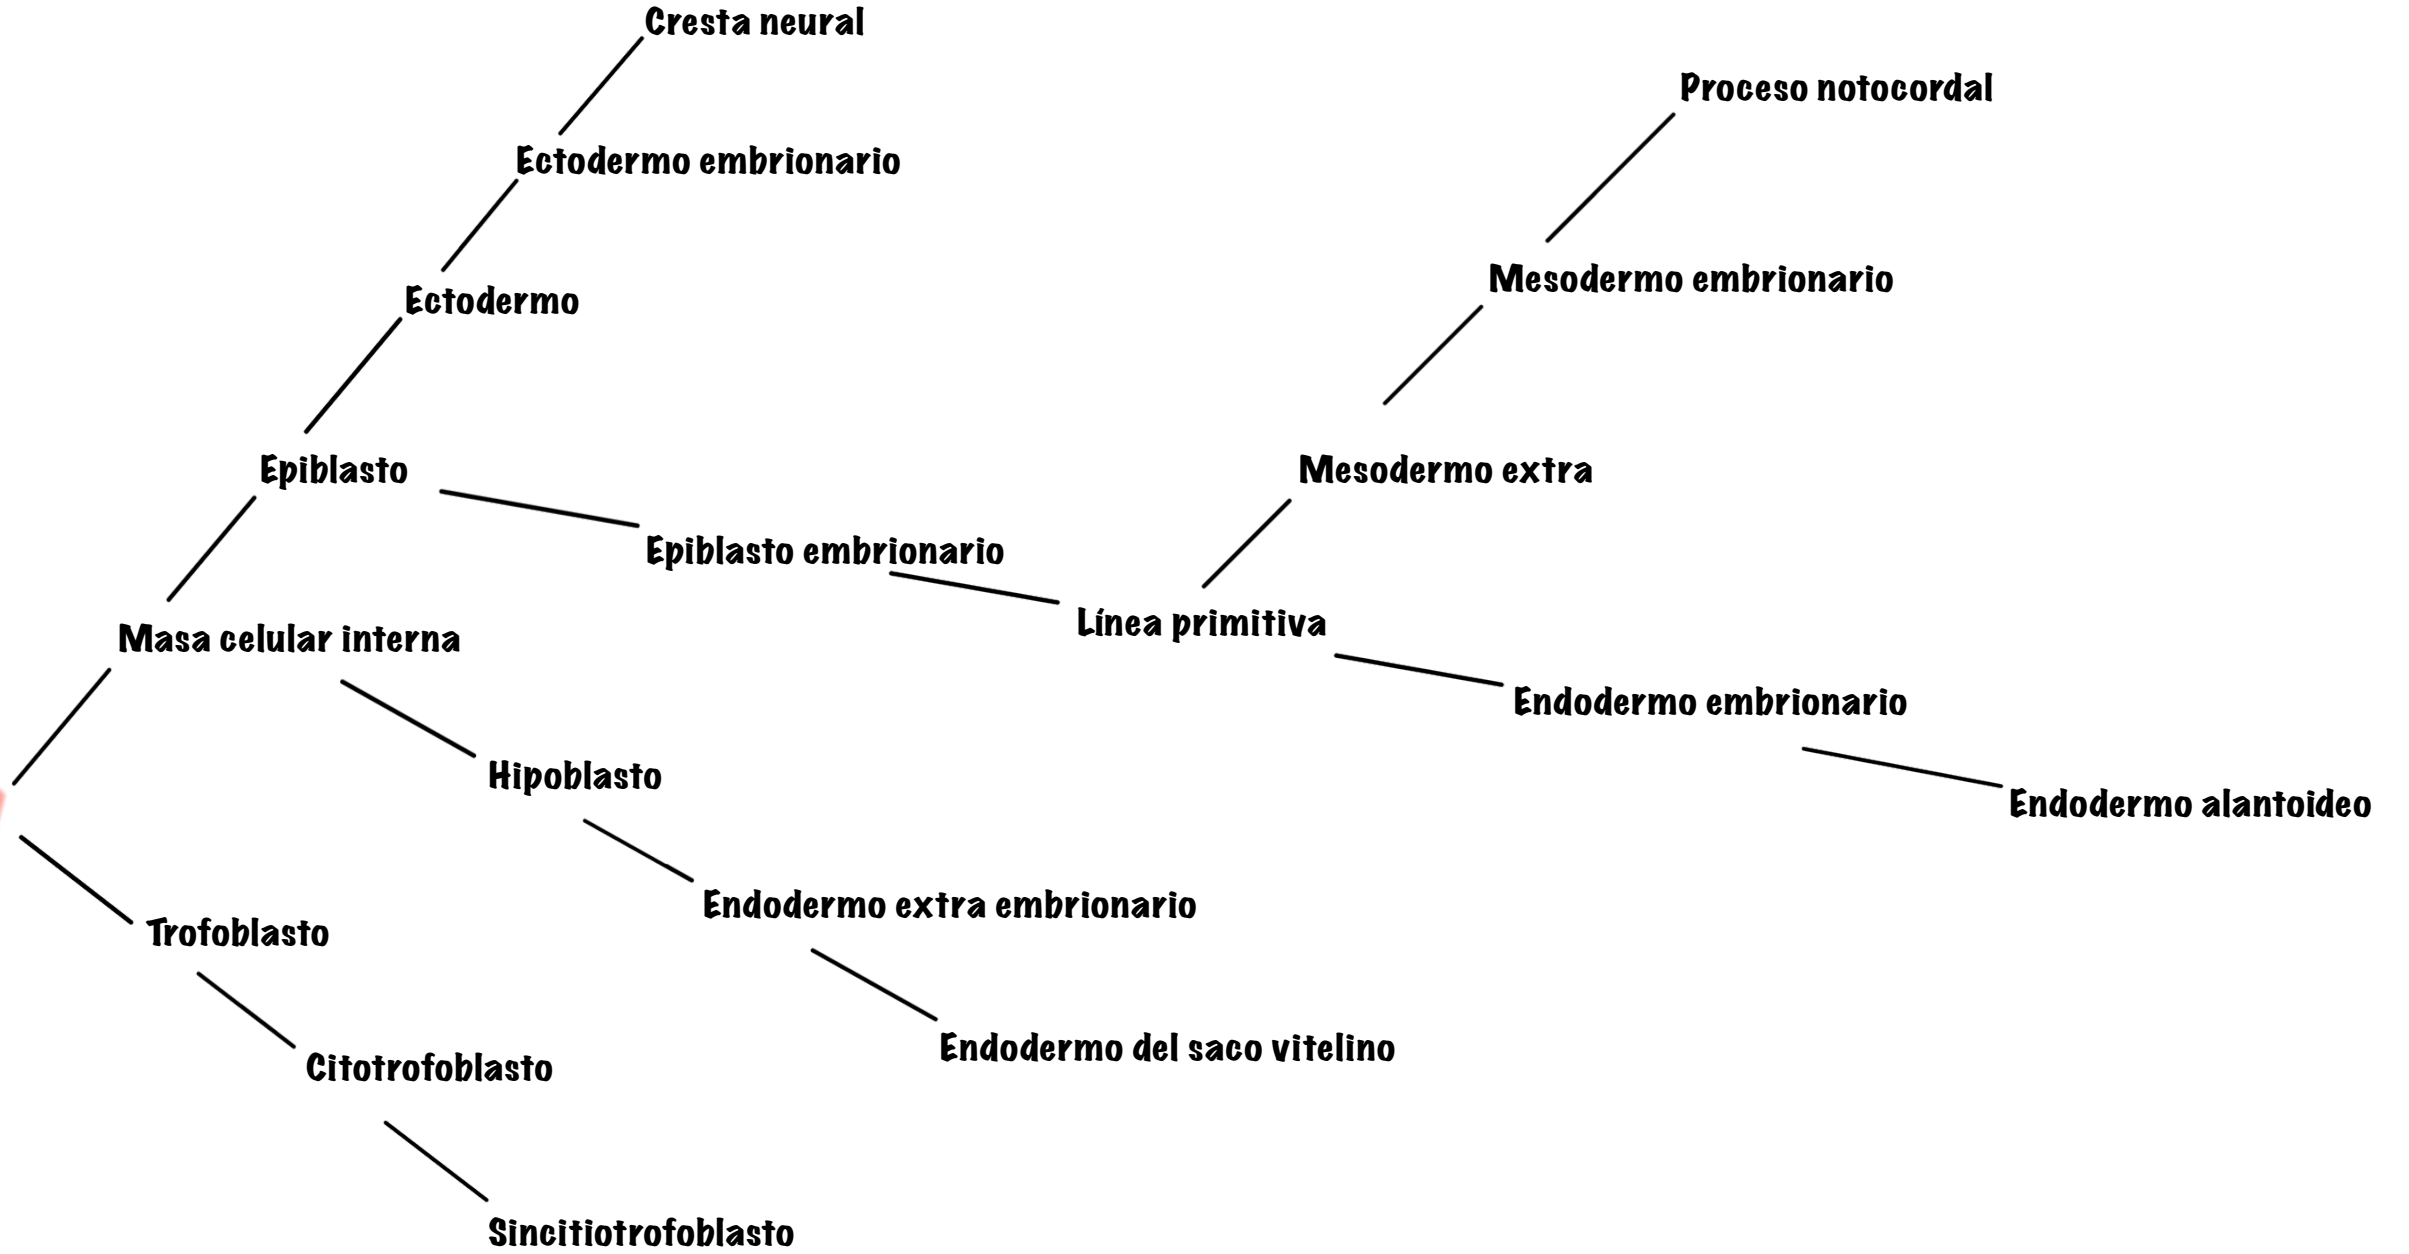 Cresta neural
Proceso notocordal
Ectodermo embrionario
Mesodermo embrionario
Ectodermo
Epiblasto
Mesodermo extra
Epiblasto embrionario
Línea primitiva
Masa celular interna
Endodermo embrionario
Hipoblasto
Endodermo alantoideo
Endodermo extra embrionario
Trofoblasto
Endodermo del saco vitelino
Citotrofoblasto
Sincitiotrofoblasto